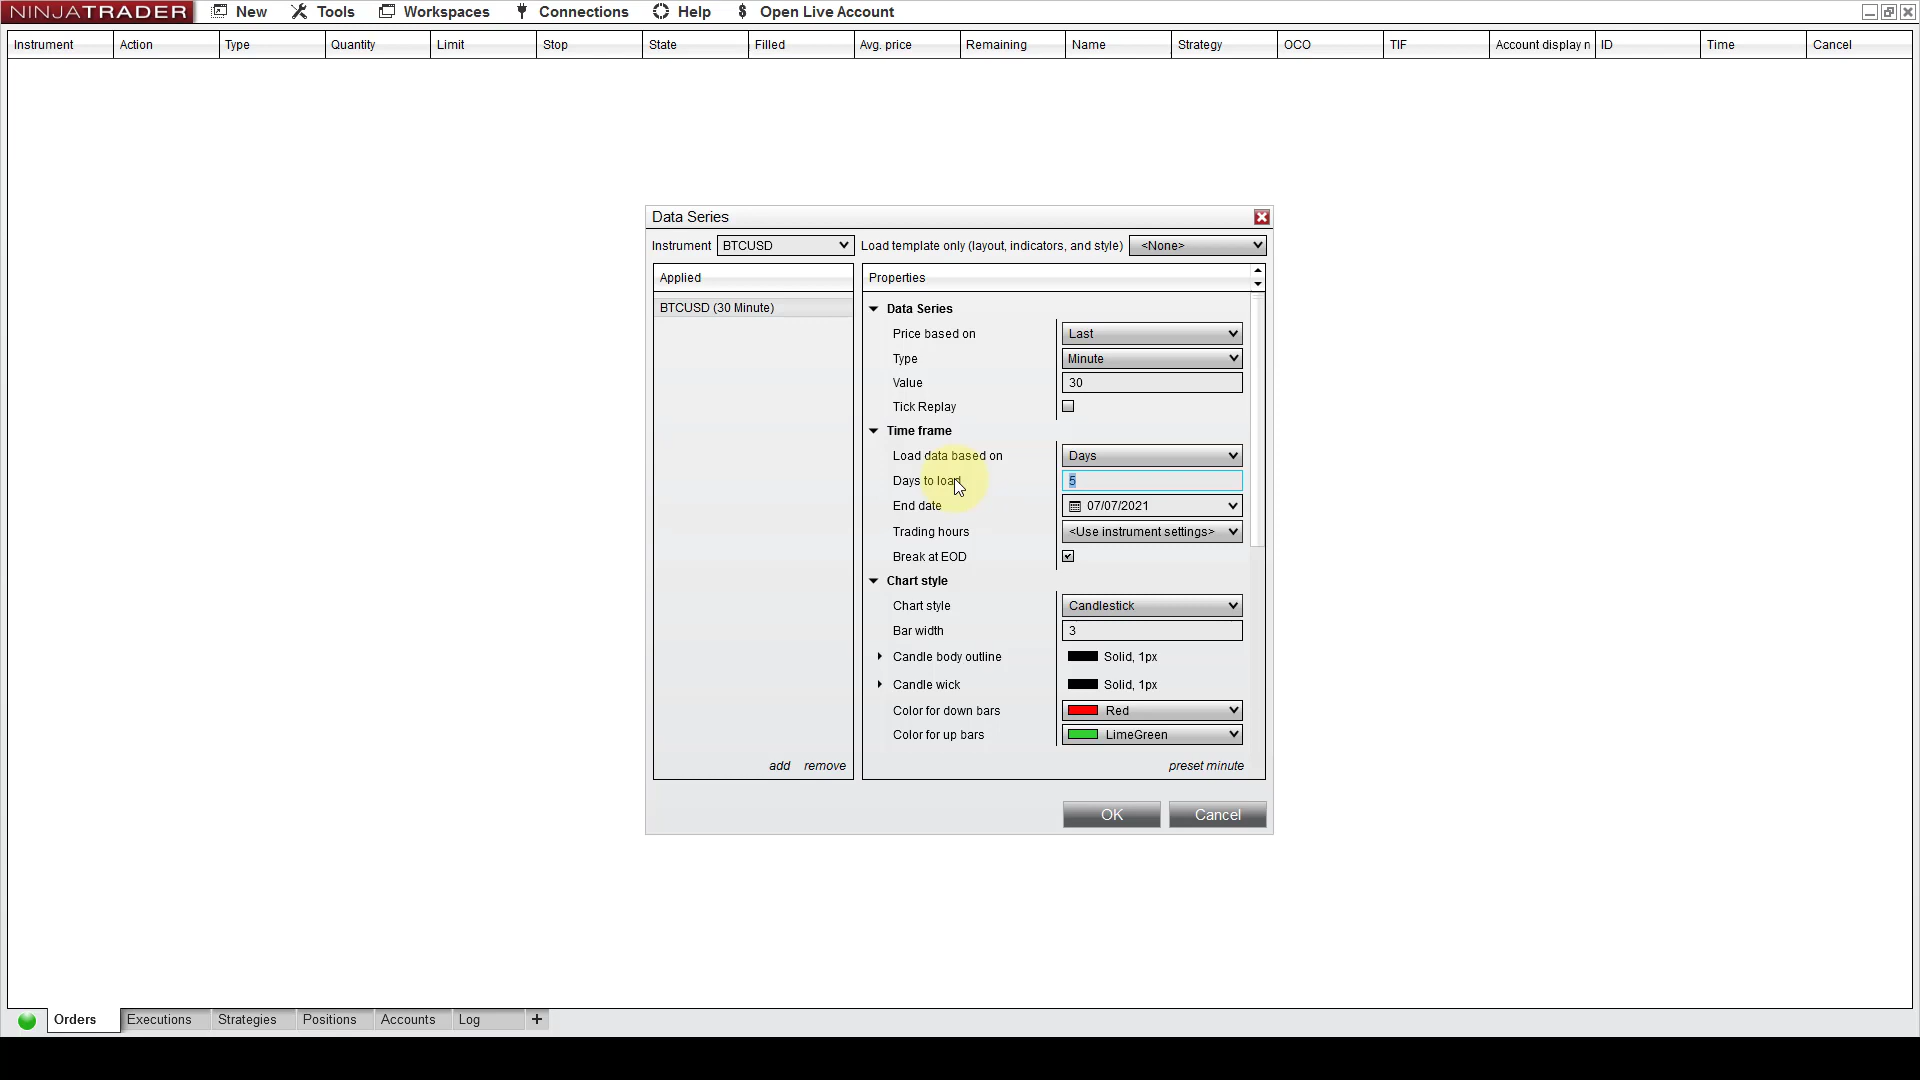 NINJATRADER New Tools Workspaces Connections Help $ Open Live Account
Instrument Action Type Quantity Limit Stop State Filled Avg. price Remaining Name Strategy OCO TIF Account display n ID Time Cancel
Data Series
Instrument BTCUSD Load template only (layout, indicators, and style) <None>
Applied
BTCUSD (30 Minute)
add remove
Properties
Data Series
Price based on Last
Type Minute
Value 30
Tick Replay
Time frame
Load data based on Days
Days to load 5
End date 07/07/2021
Trading hours <Use instrument settings>
Break at EOD
Chart style
Chart style Candlestick
Bar width 3
Candle body outline Solid, 1px
Candle wick Solid, 1px
Color for down bars Red
Color for up bars LimeGreen
preset minute
OK Cancel
Orders Executions Strategies Positions Accounts Log +